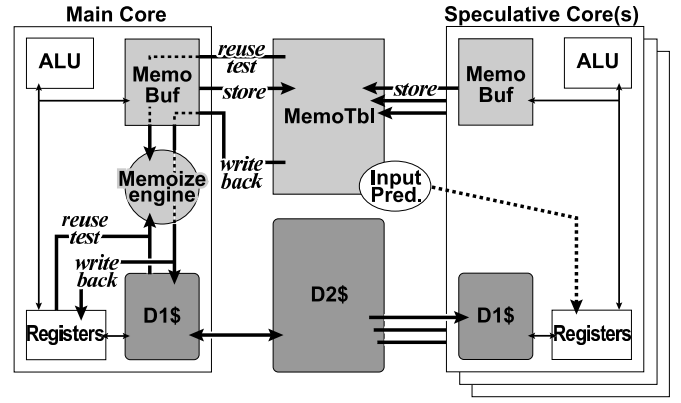 Main Core
Speculative Core(s)
ALU
Memo
Buf
reuse
test
store
MemoTbl
store
Memo
Buf
ALU
write
back
Memoize
engine
Input
Pred.
reuse
test
write
back
Registers
D1$
D2$
D1$
Registers